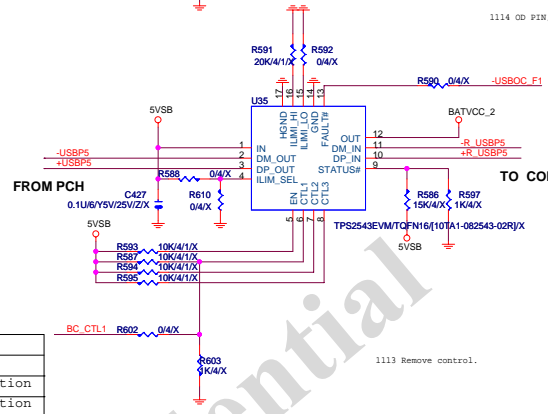 1114 OD PIN
R591
20K/4/1/X
R592
0/4/X
R590 0/4/X
-USBOC_F1
U35
17 16 15 14 13
HGND
ILIMI_HI
ILIMI_LO
GND
FAULT#
5VSB
BATVCC_2
1 IN
OUT 12
-USBP5 2 DM_OUT
DM_IN 11 -R_USBP5
+USBP5 3 DP_OUT
DP_IN 10 +R_USBP5
R588 0/4/X 4 ILIM_SEL
STATUS# 9
FROM PCH
TO CO
C427
0.1U/6/Y5V/25V/Z/X
R610
0/4/X
EN
CTL1
CTL2
CTL3
5 6 7 8
R586
15K/4/X
R597
1K/4/X
TPS2543EVM/TQFN16/[10TA1-082543-02R]/X
5VSB
5VSB
R593 10K/4/1/X
R587 10K/4/1/X
R594 10K/4/1/X
R595 10K/4/1/X
BC_CTL1 R602 0/4/X
R603
1K/4/X
1113 Remove control.
tion
tion
ential